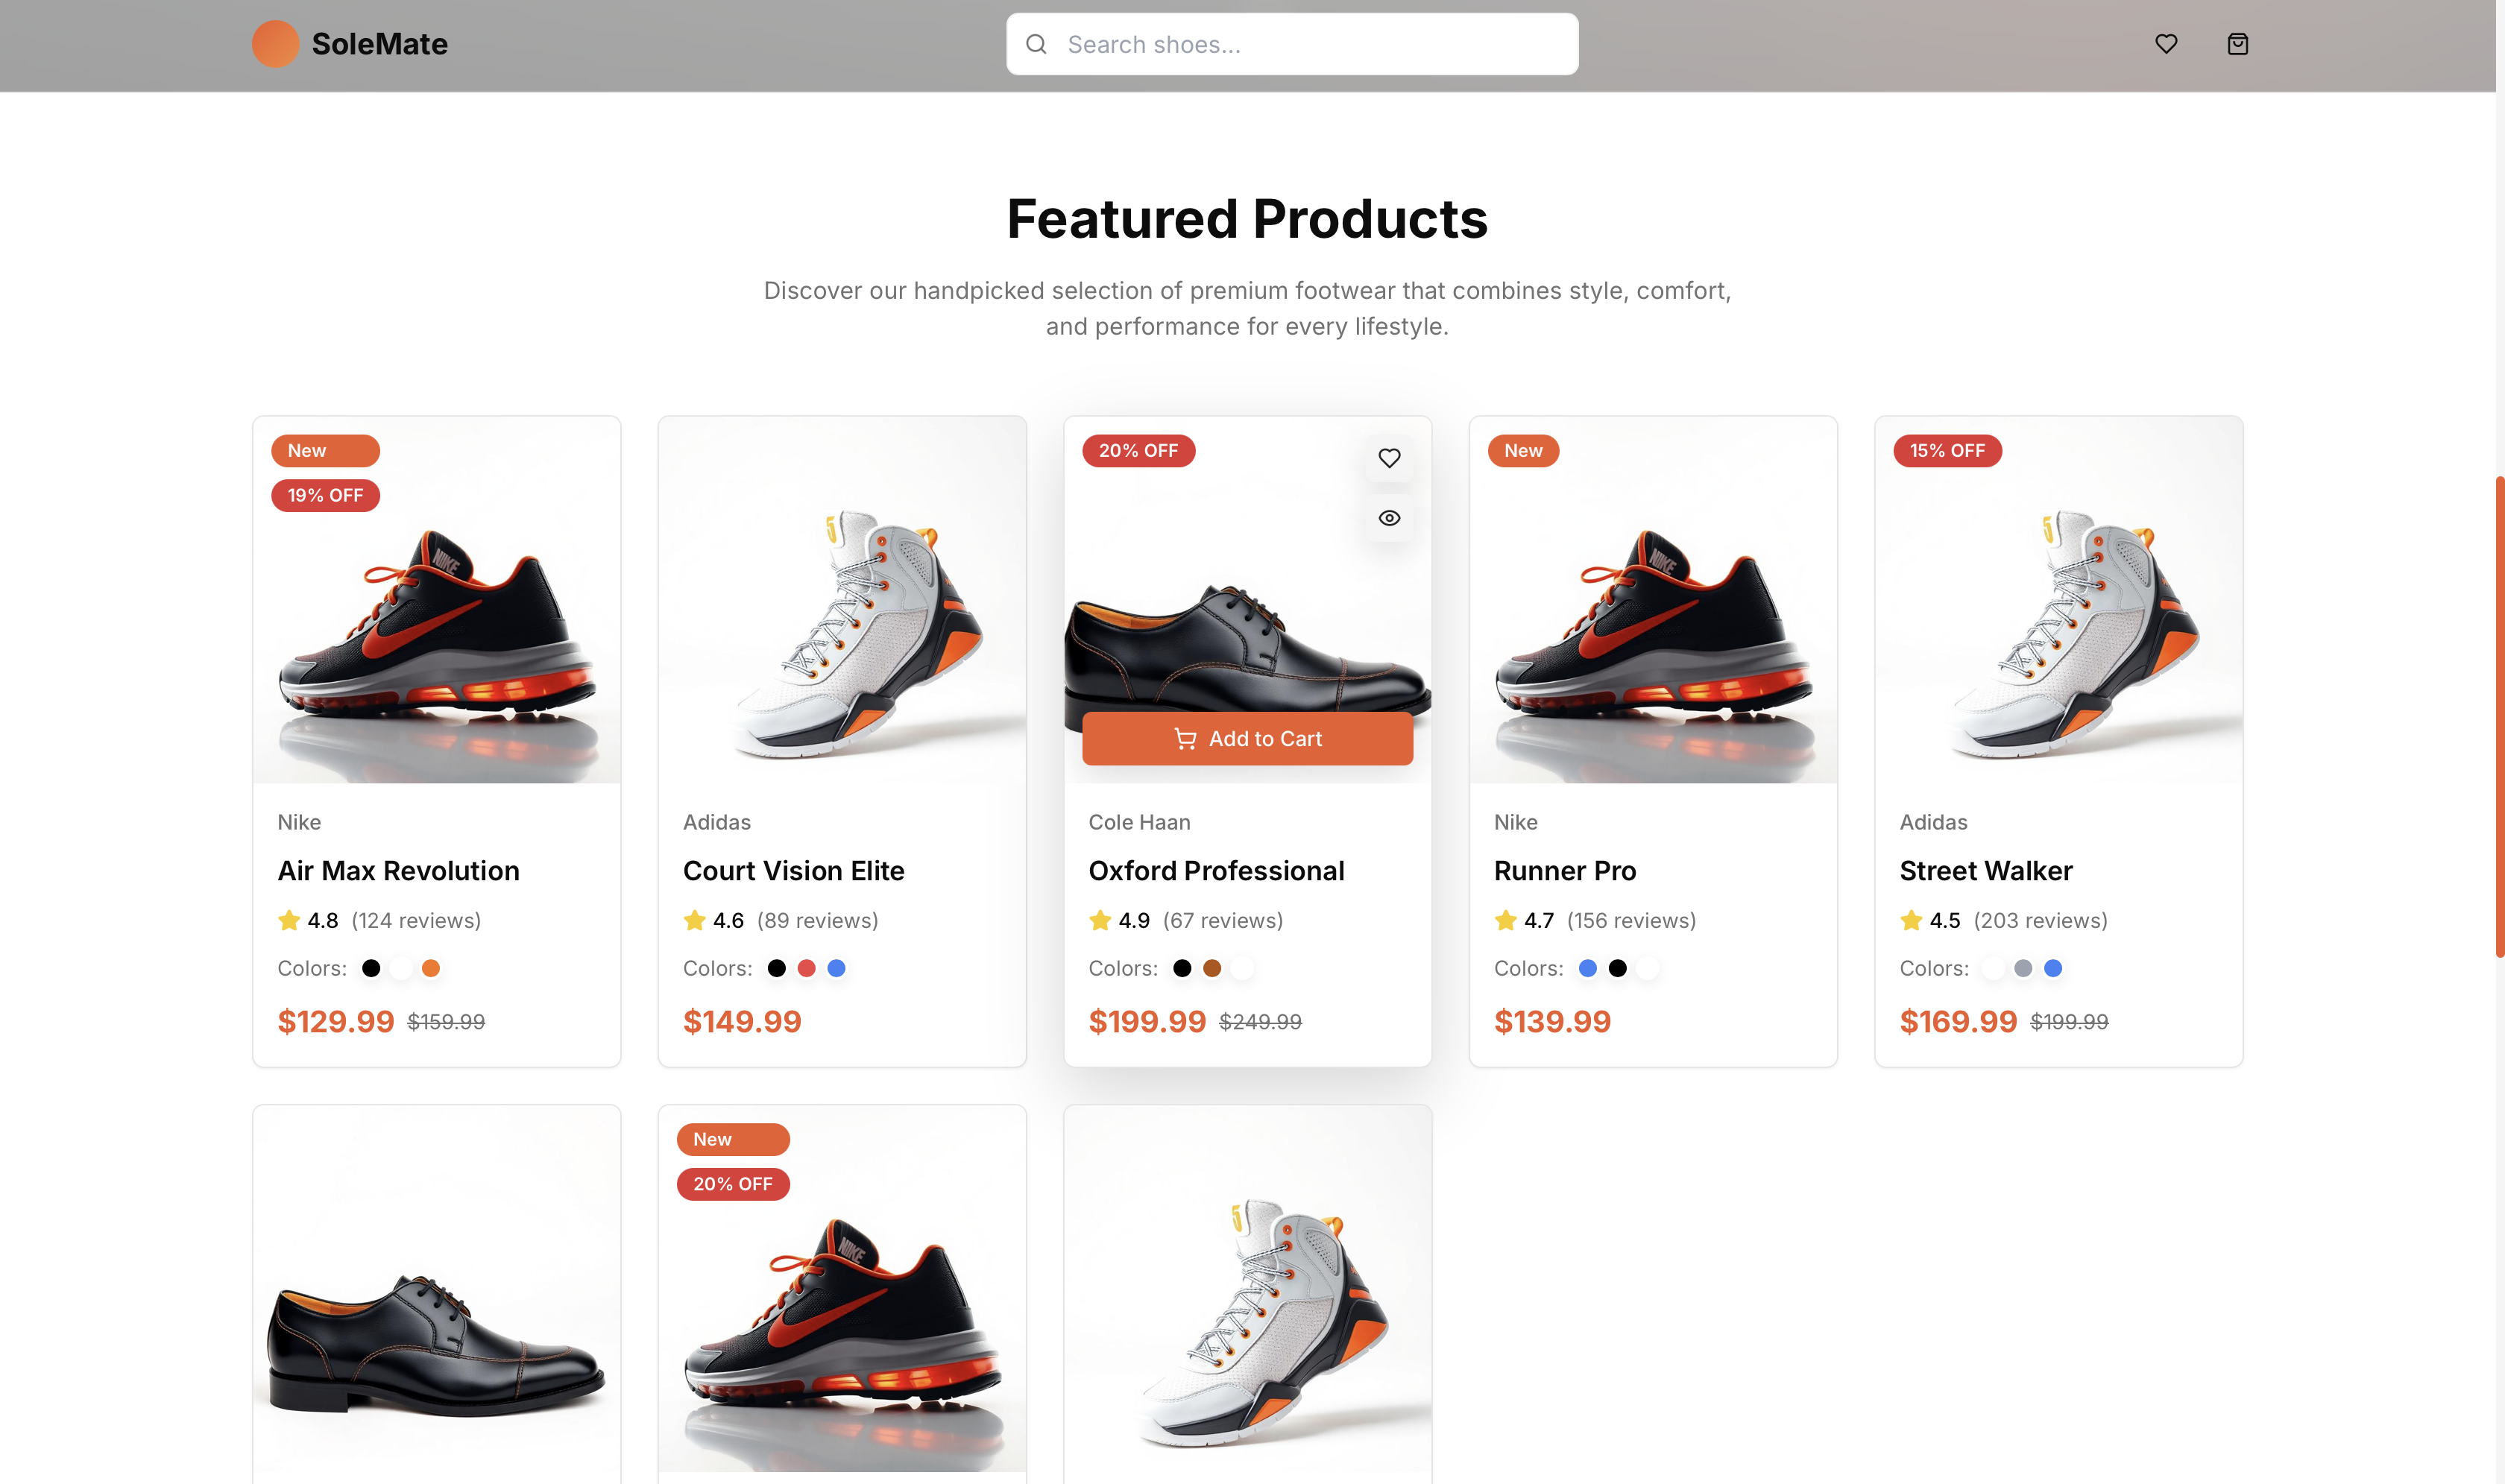 SoleMate
Search shoes...
Featured Products
Discover our handpicked selection of premium footwear that combines style, comfort,
and performance for every lifestyle.
New
19% OFF
NIKE
Nike
Air Max Revolution
4.8 (124 reviews)
Colors:
$129.99 $159.99
Adidas
Court Vision Elite
4.6 (89 reviews)
Colors:
$149.99
20% OFF
Add to Cart
Cole Haan
Oxford Professional
4.9 (67 reviews)
Colors:
$199.99 $249.99
New
NIKE
Nike
Runner Pro
4.7 (156 reviews)
Colors:
$139.99
15% OFF
Adidas
Street Walker
4.5 (203 reviews)
Colors:
$169.99 $199.99
New
20% OFF
NIKE